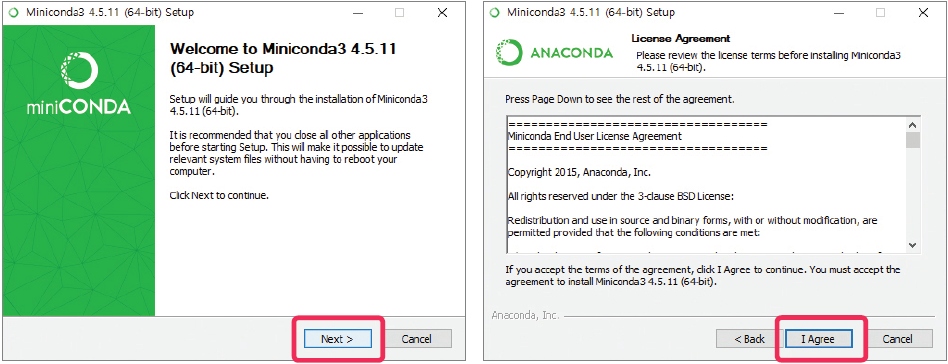 Miniconda3 4.5.11 (64-bit) Setup
miniCONDA
Welcome to Miniconda3 4.5.11
(64-bit) Setup
Setup will guide you through the installation of Miniconda3
4.5.11 (64-bit).
It is recommended that you close all other applications
before starting Setup. This will make it possible to update
relevant system files without having to reboot your
computer.
Click Next to continue.
Next >
Cancel
Miniconda3 4.5.11 (64-bit) Setup
ANACONDA
License Agreement
Please review the license terms before installing Miniconda3
4.5.11 (64-bit).
Press Page Down to see the rest of the agreement.
===================================
Miniconda End User License Agreement
===================================
Copyright 2015, Anaconda, Inc.
All rights reserved under the 3-clause BSD License:
Redistribution and use in source and binary forms, with or without modification, are
permitted provided that the following conditions are met:
If you accept the terms of the agreement, click I Agree to continue. You must accept the
agreement to install Miniconda3 4.5.11 (64-bit).
Anaconda, Inc.
< Back
I Agree
Cancel